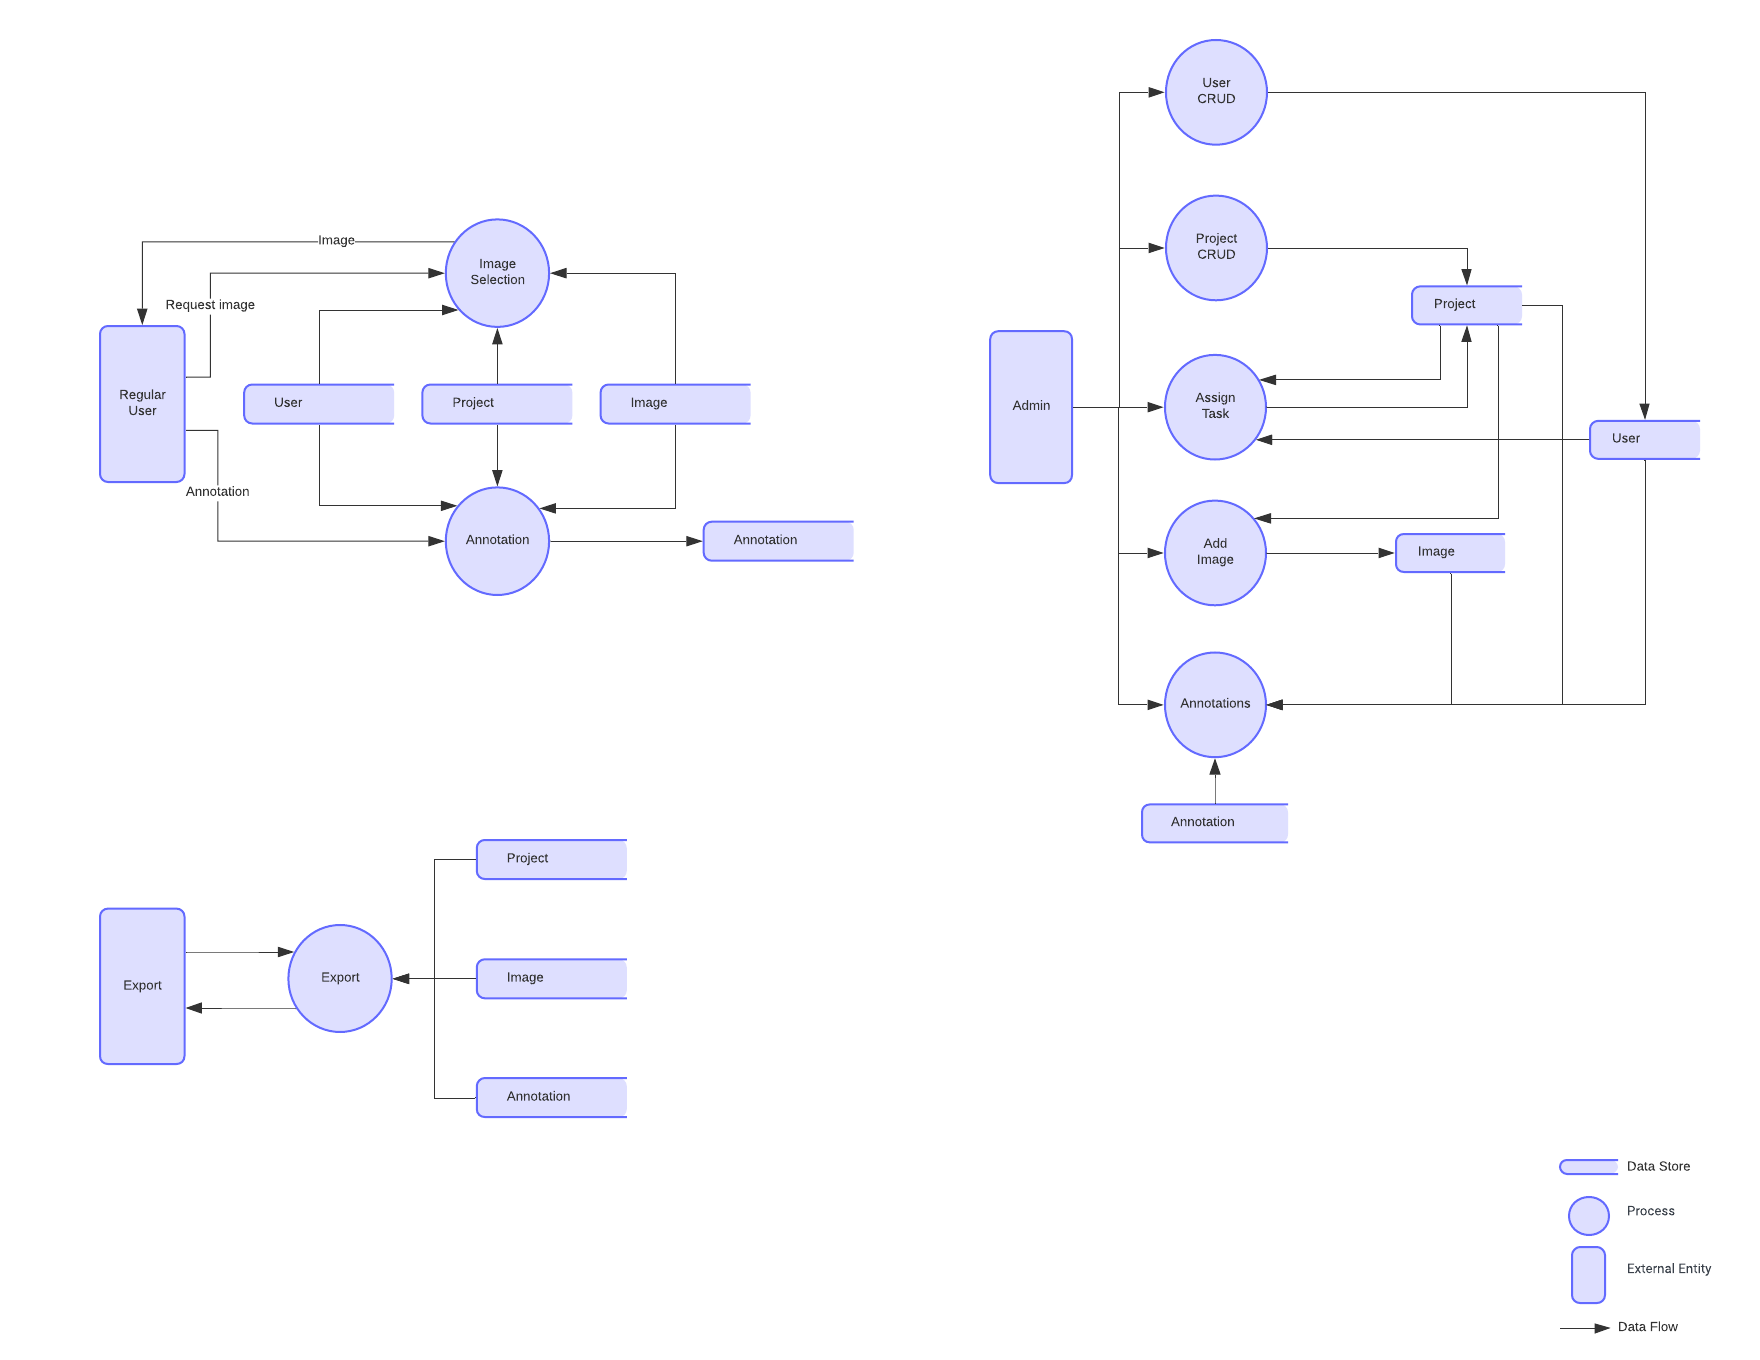 Image
Image
Selection
Request image
Regular
User
User
Project
Image
Annotation
Annotation
Annotation
User
CRUD
Project
CRUD
Project
Admin
Assign
Task
User
Add
Image
Image
Annotations
Annotation
Export
Export
Project
Image
Annotation
Data Store
Process
External Entity
Data Flow